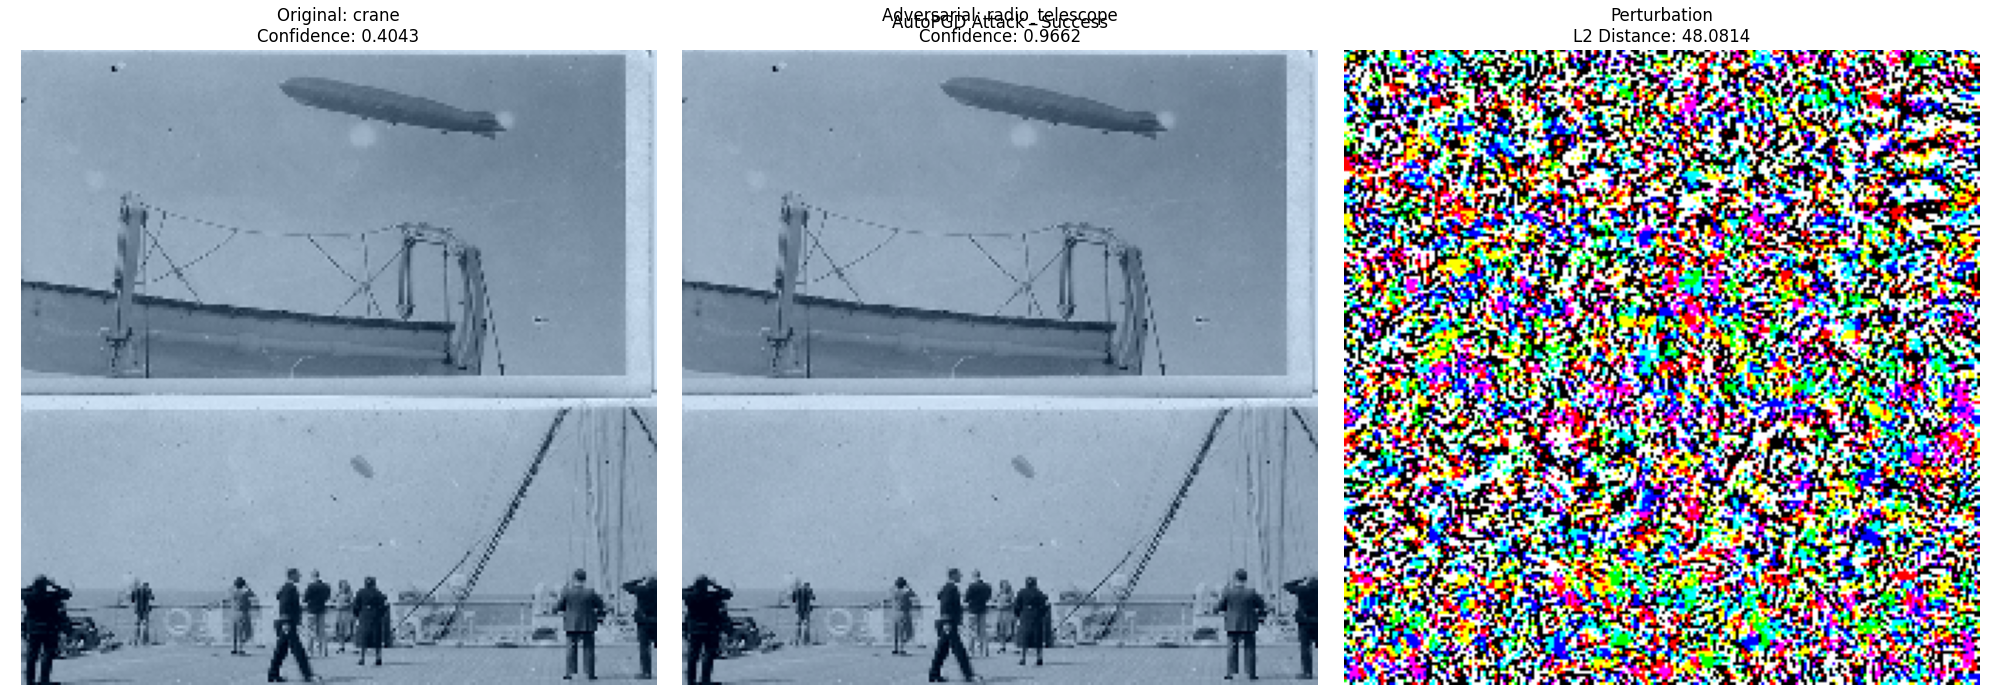 Original: crane
Confidence: 0.4043
Adversarial: radio_telescope
AutoPGD Attack - Success
Confidence: 0.9662
Perturbation
L2 Distance: 48.0814